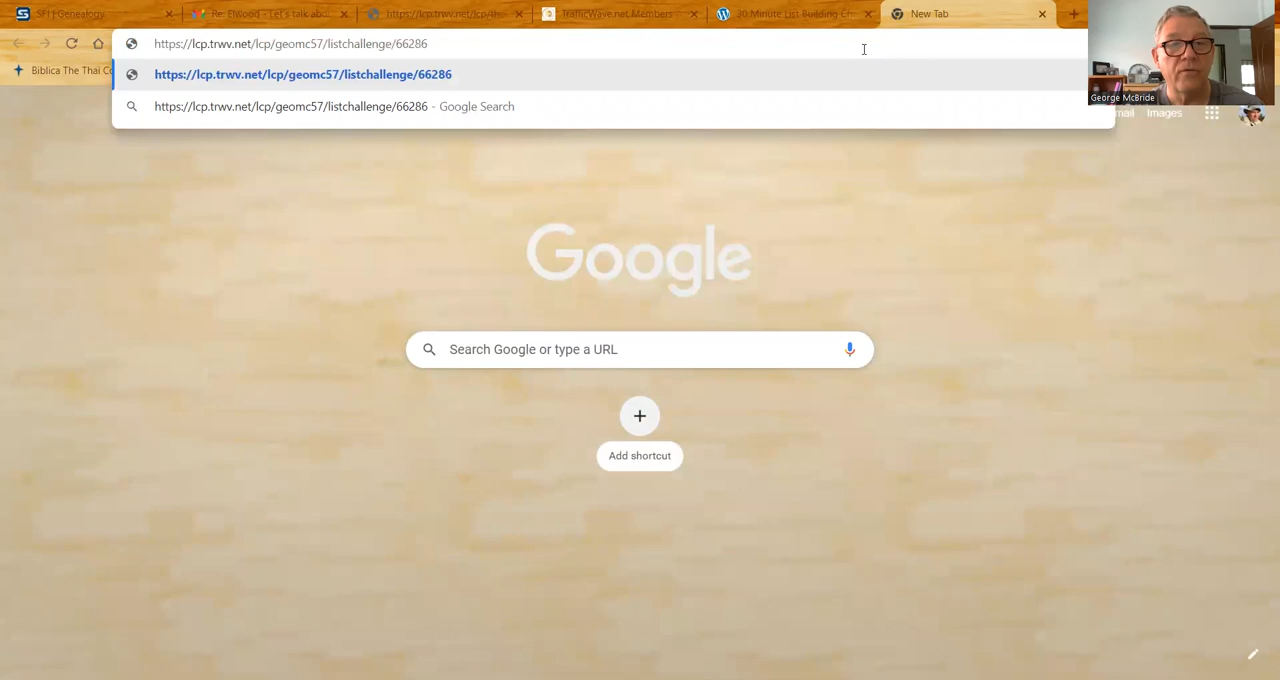 SFI | Genealogy
Re: Elwood - Let's talk abo
https://lcp.trwv.net/lcp/th
TrafficWave.net Members
30 Minute List Building Ch
New Tab
https://lcp.trwv.net/lcp/geomc57/listchallenge/66286
Biblica The Thai Co
https://lcp.trwv.net/lcp/geomc57/listchallenge/66286
https://lcp.trwv.net/lcp/geomc57/listchallenge/66286 - Google Search
George McBride
mail
Images
Google
Search Google or type a URL
Add shortcut